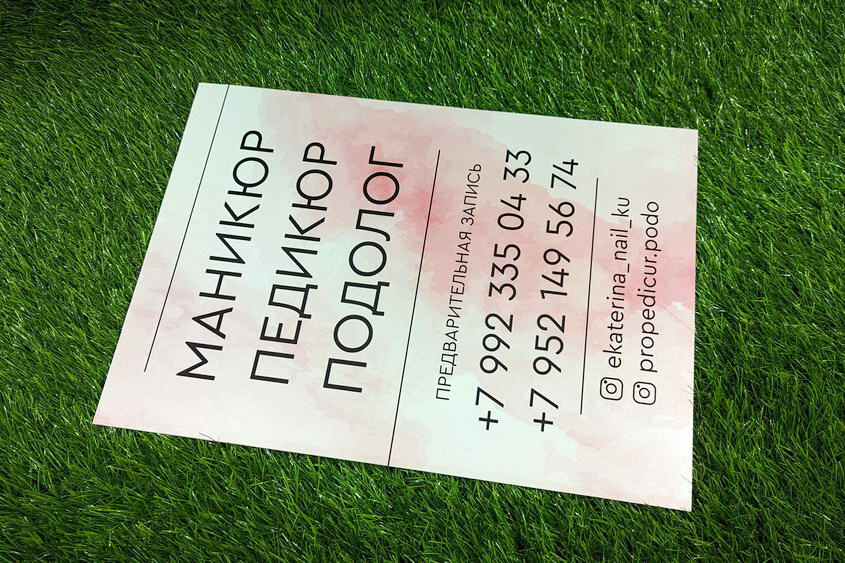 МАНИКЮР
ПЕДИКЮР
ПОДОЛОГ
ПРЕДВАРИТЕЛЬНАЯ ЗАПИСЬ
+7 992 335 04 33
+7 952 149 56 74
ekaterina_nail_ku
propedicur.podo